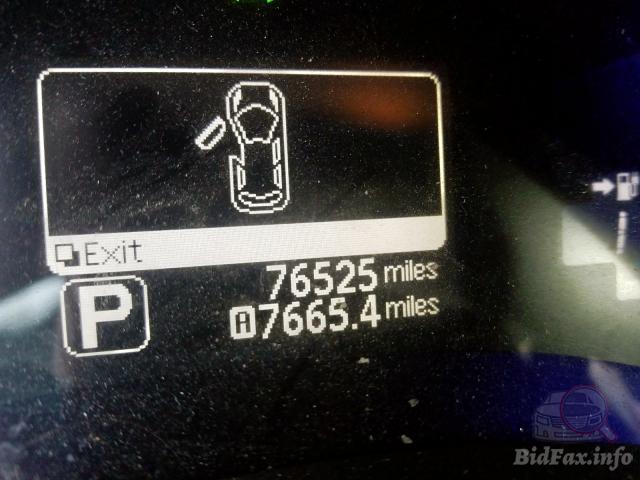 Exit
P
76525 miles
A 7665.4 miles
BidFax.info